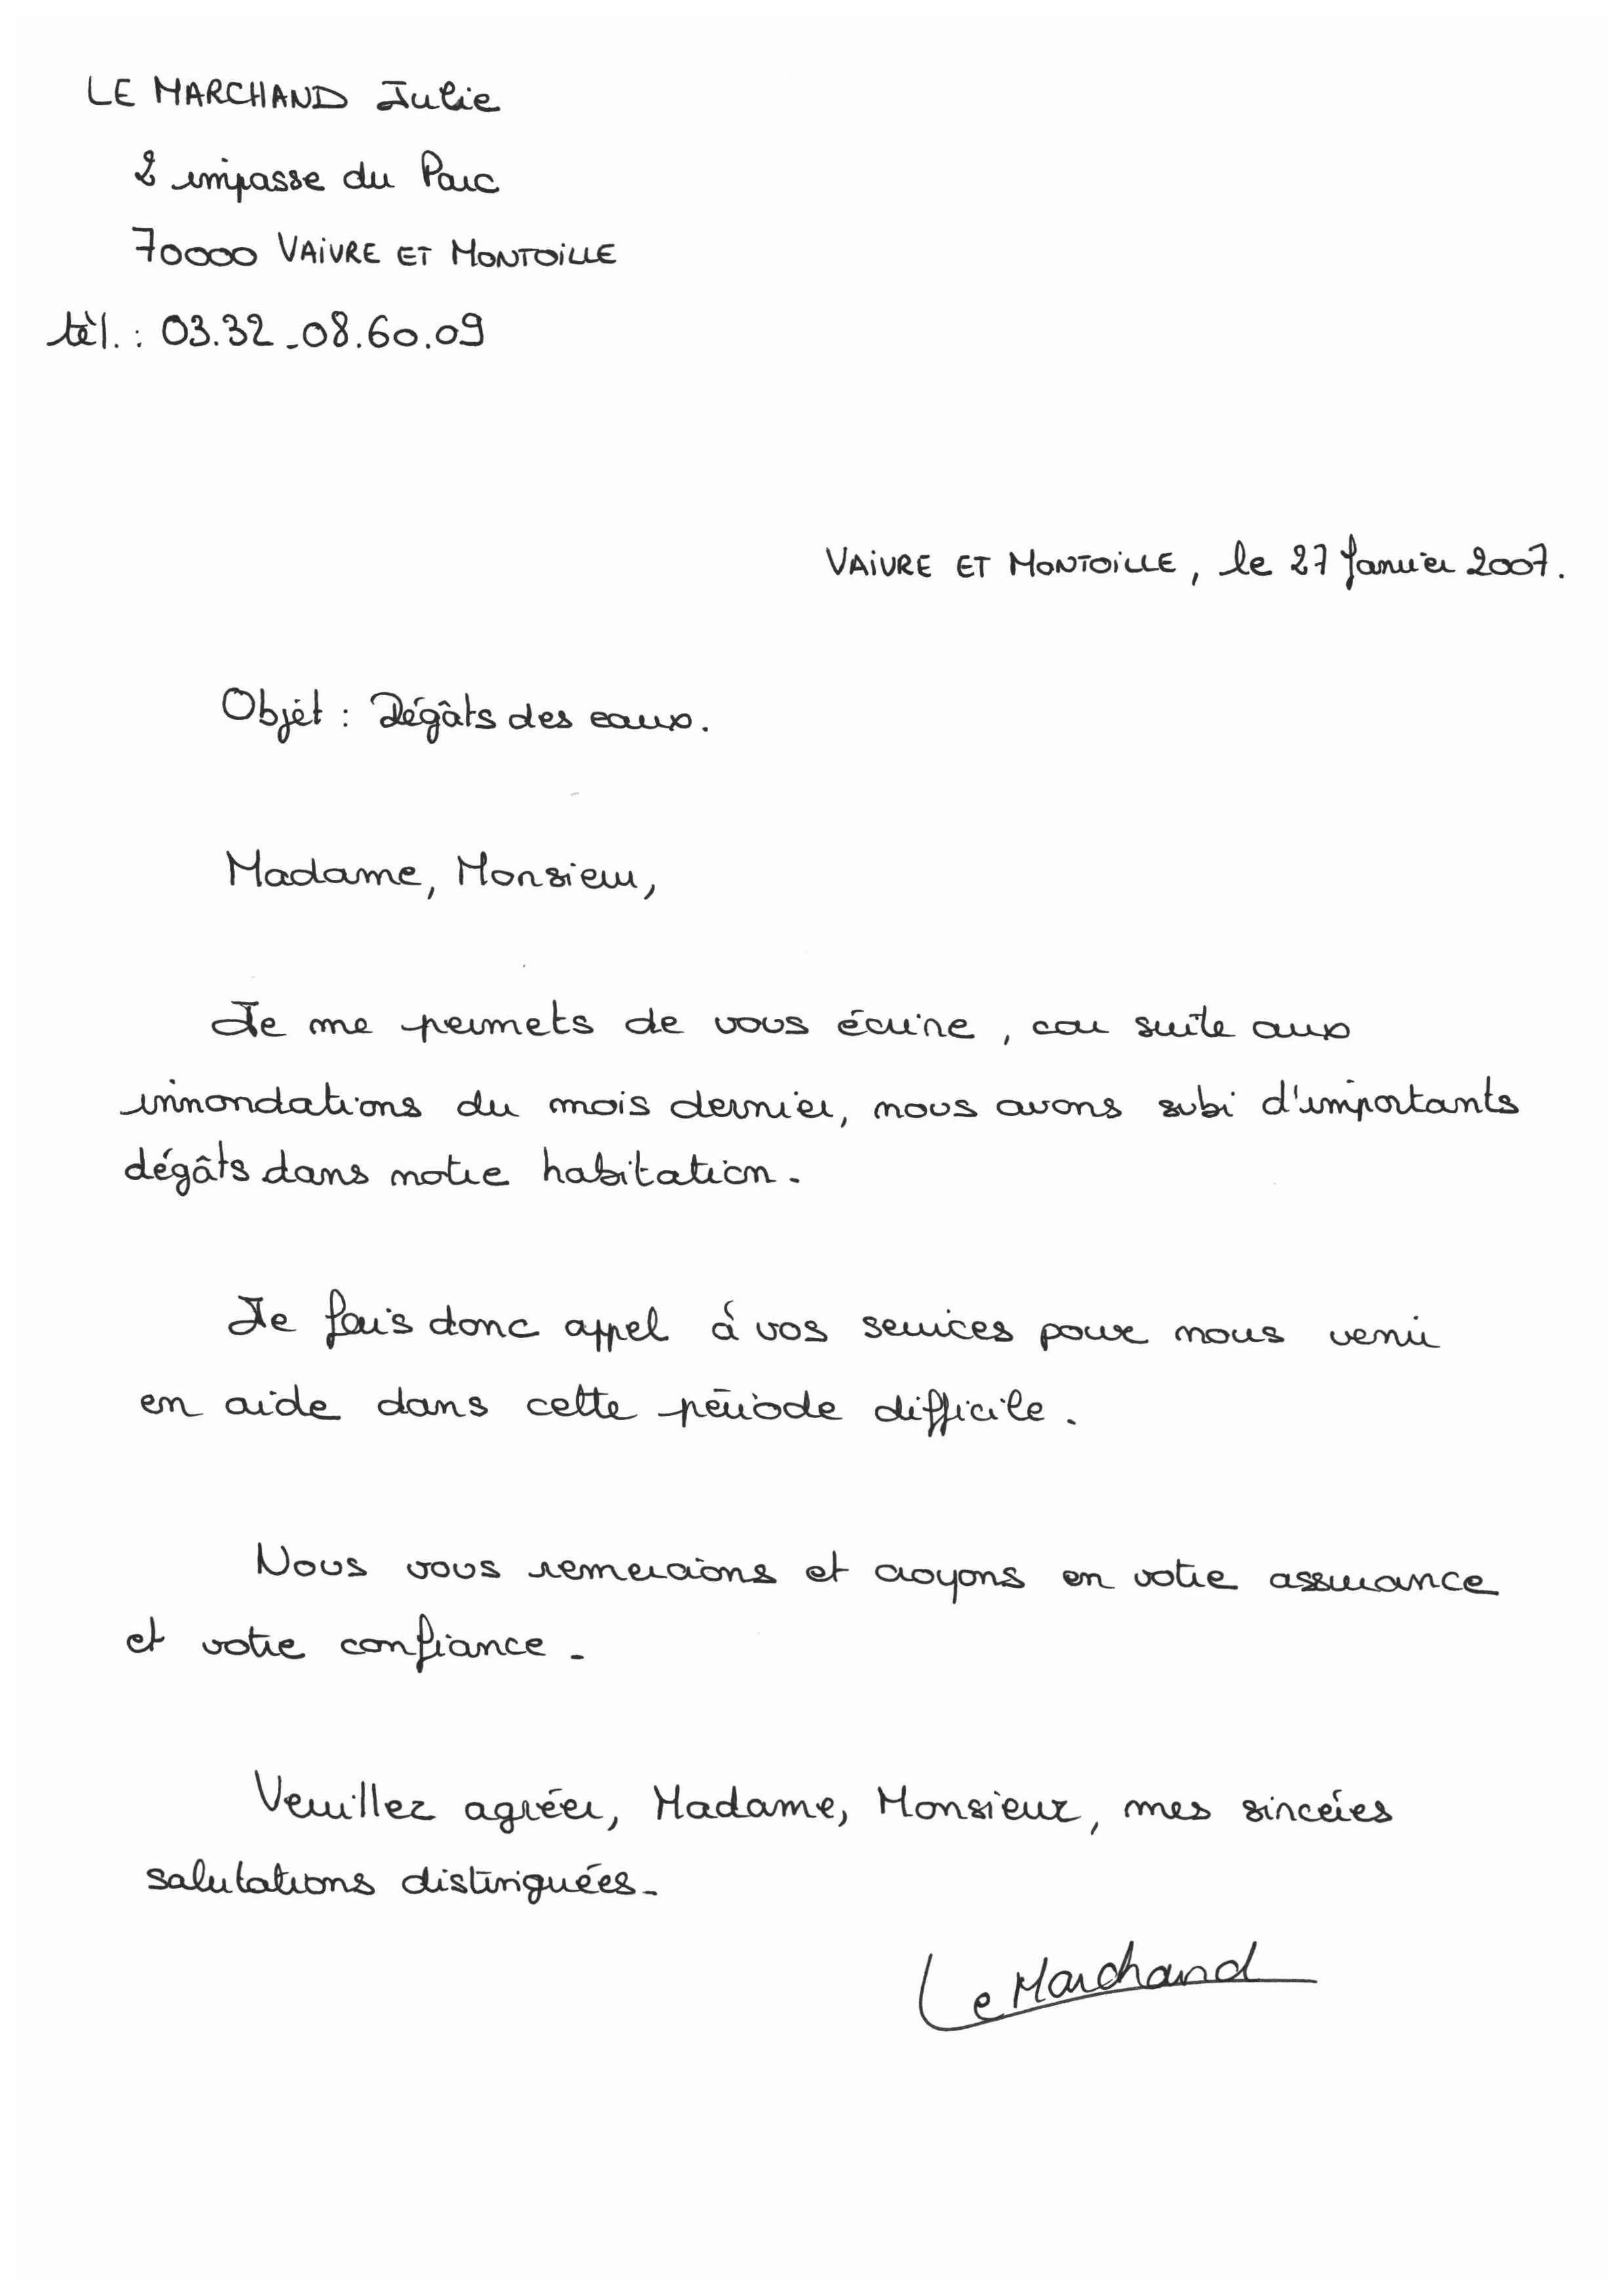 LE MARCHAND Julie
2 impasse du Parc
70000 VAIVRE ET MONTOILLE
tèl. : 03.32.08.60.09
VAIVRE ET MONTOILLE, le 27 Janvier 2007.
Objet : Dégâts des eaux.
Madame, Monsieur,
Je me permets de vous écrire, car suite aux
innondations du mois dernier, nous avons subi d'importants
dégâts dans notre habitation.
Je fais donc appel à vos services pour nous venir
en aide dans cette période difficile.
Nous vous remercions et croyons en votre assurance
et votre confiance.
Veuillez agréer, Madame, Monsieur, mes sincères
salutations distinguées.
Le Marchand